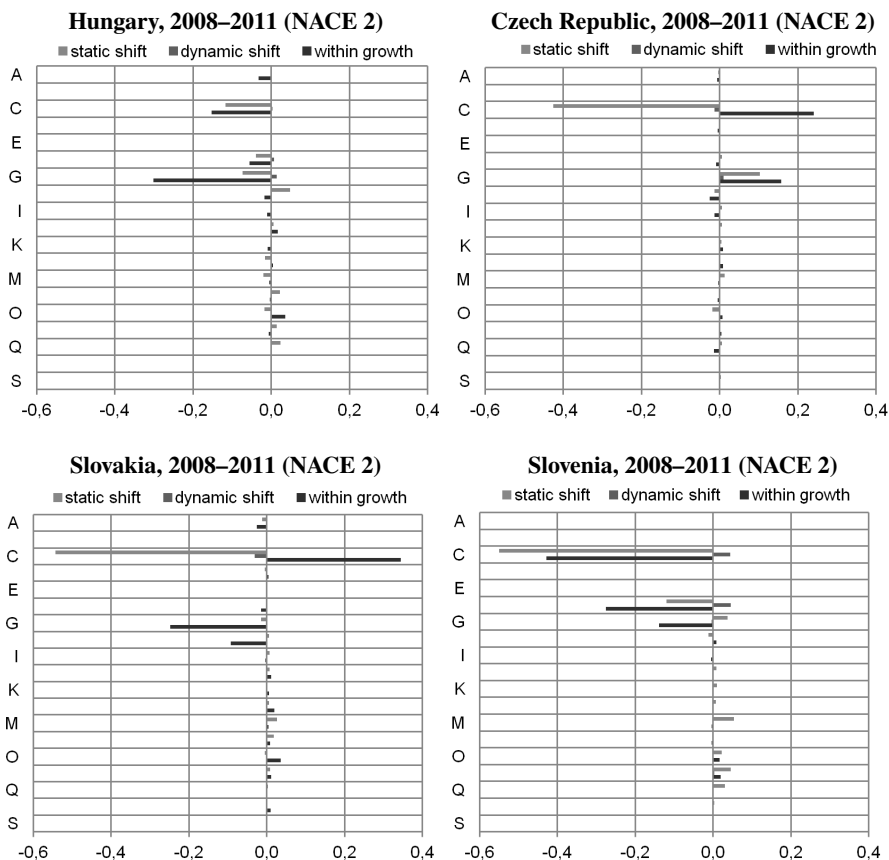 Hungary, 2008–2011 (NACE 2)
static shift dynamic shift within growth
A
C
E
G
I
K
M
O
Q
S
-0,6 -0,4 -0,2 0,0 0,2 0,4
Czech Republic, 2008–2011 (NACE 2)
static shift dynamic shift within growth
A
C
E
G
I
K
M
O
Q
S
-0,6 -0,4 -0,2 0,0 0,2 0,4
Slovakia, 2008–2011 (NACE 2)
static shift dynamic shift within growth
A
C
E
G
I
K
M
O
Q
S
-0,6 -0,4 -0,2 0,0 0,2 0,4
Slovenia, 2008–2011 (NACE 2)
static shift dynamic shift within growth
A
C
E
G
I
K
M
O
Q
S
-0,6 -0,4 -0,2 0,0 0,2 0,4